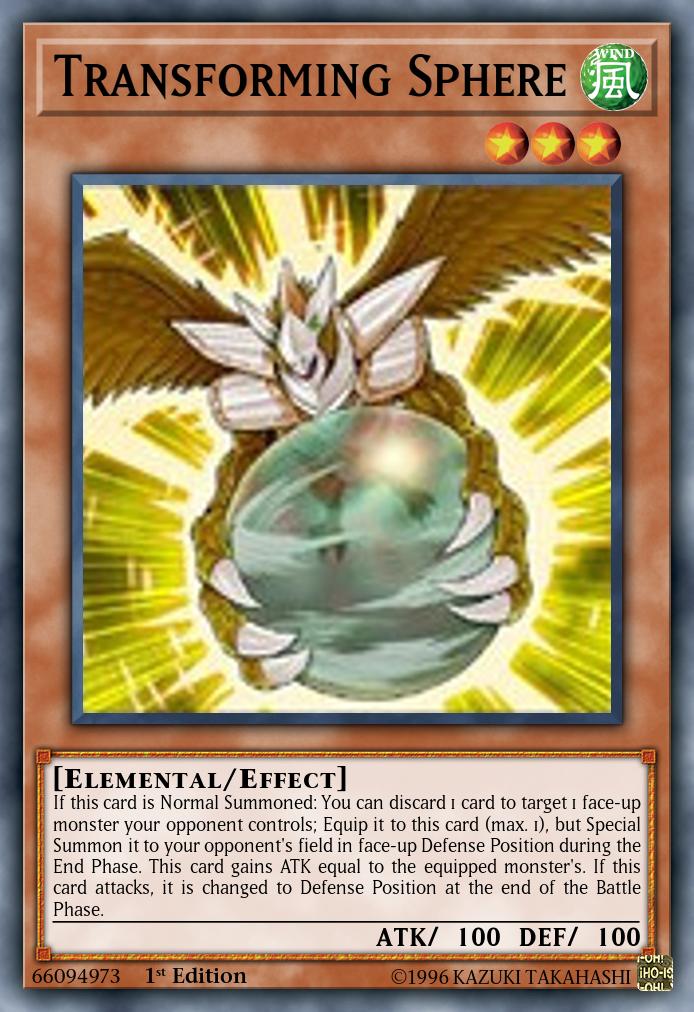 Transforming Sphere
WIND
風
[Elemental/Effect]
If this card is Normal Summoned: You can discard 1 card to target 1 face-up
monster your opponent controls; Equip it to this card (max. 1), but Special
Summon it to your opponent's field in face-up Defense Position during the
End Phase. This card gains ATK equal to the equipped monster's. If this
card attacks, it is changed to Defense Position at the end of the Battle
Phase.
ATK/ 100 DEF/ 100
66094973 1st Edition ©1996 KAZUKI TAKAHASHI